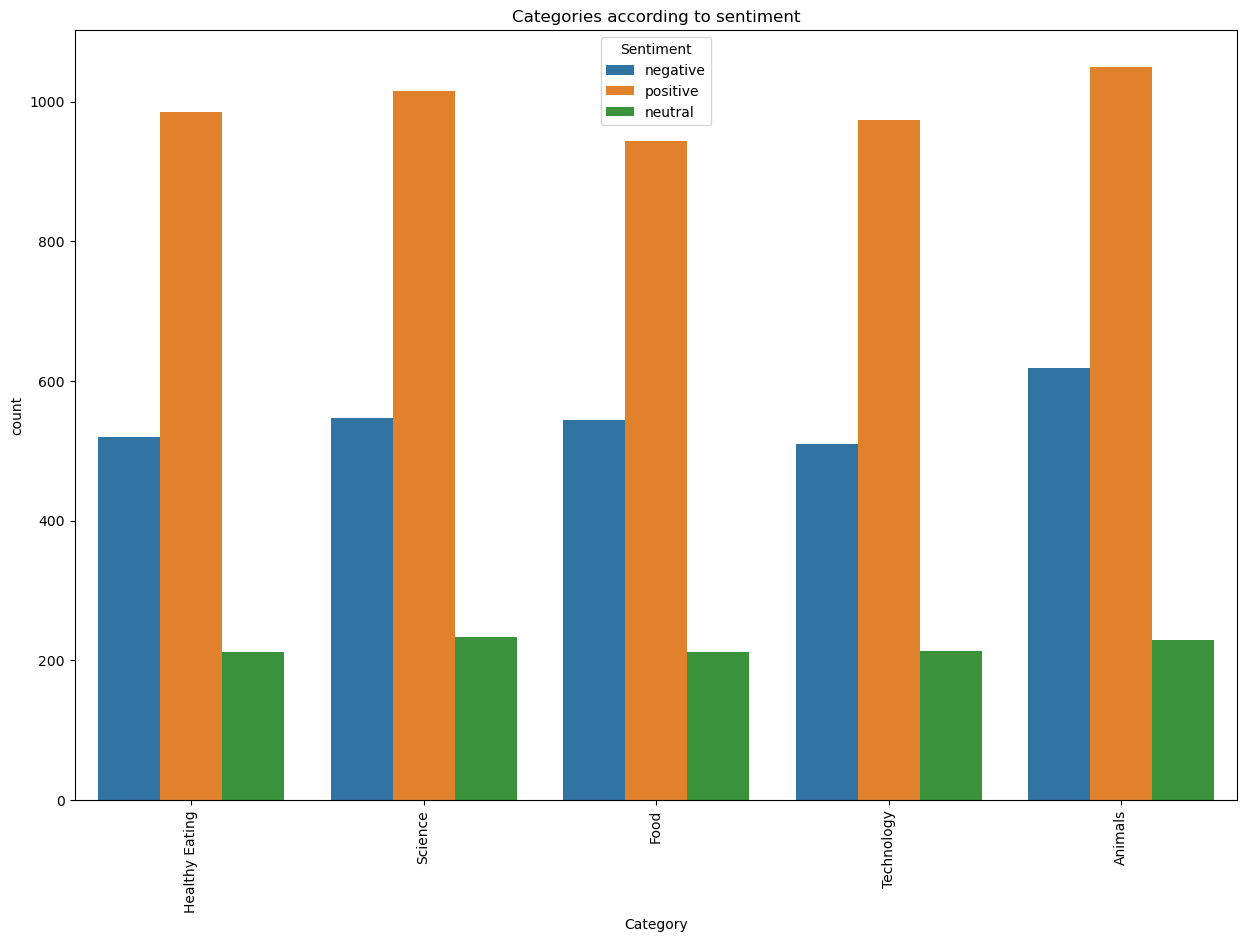 Categories according to sentiment
Sentiment
negative
positive
neutral
1000
800
600
400
200
0
count
Healthy Eating
Science
Food
Technology
Animals
Category